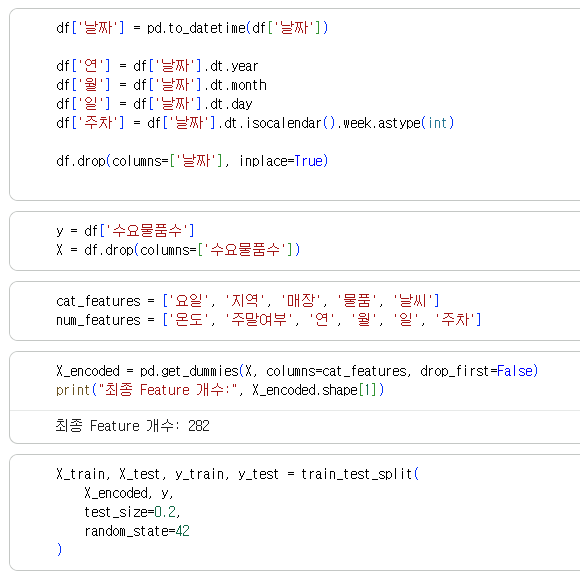 df['날짜'] = pd.to_datetime(df['날짜'])
df['연'] = df['날짜'].dt.year
df['월'] = df['날짜'].dt.month
df['일'] = df['날짜'].dt.day
df['주차'] = df['날짜'].dt.isocalendar().week.astype(int)
df.drop(columns=['날짜'], inplace=True)
y = df['수요물품수']
X = df.drop(columns=['수요물품수'])
cat_features = ['요일', '지역', '매장', '물품', '날씨']
num_features = ['온도', '주말여부', '연', '월', '일', '주차']
X_encoded = pd.get_dummies(X, columns=cat_features, drop_first=False)
print("최종 Feature 개수:", X_encoded.shape[1])
최종 Feature 개수: 282
X_train, X_test, y_train, y_test = train_test_split(
    X_encoded, y,
    test_size=0.2,
    random_state=42
)